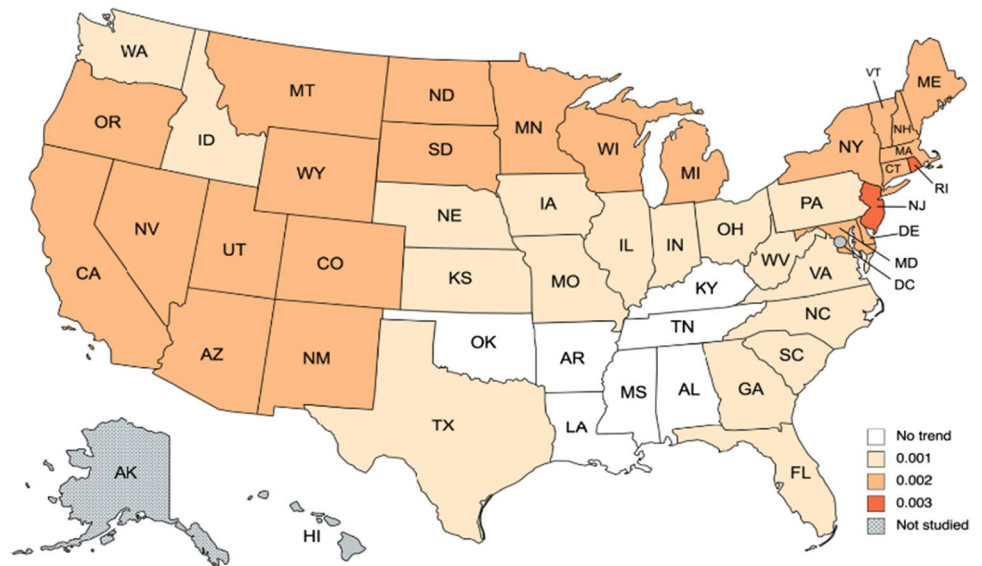 WA
MT
ND
MN
VT
ME
OR
ID
SD
WI
NH
NY
MA
WY
MI
CT
RI
NE
IA
PA
NJ
NV
OH
DE
UT
IL
IN
CO
MD
CA
KS
MO
WV
VA
DC
KY
NC
TN
OK
AZ
NM
AR
SC
MS
AL
GA
TX
LA
No trend
0.001
FL
AK
0.002
0.003
Not studied
HI